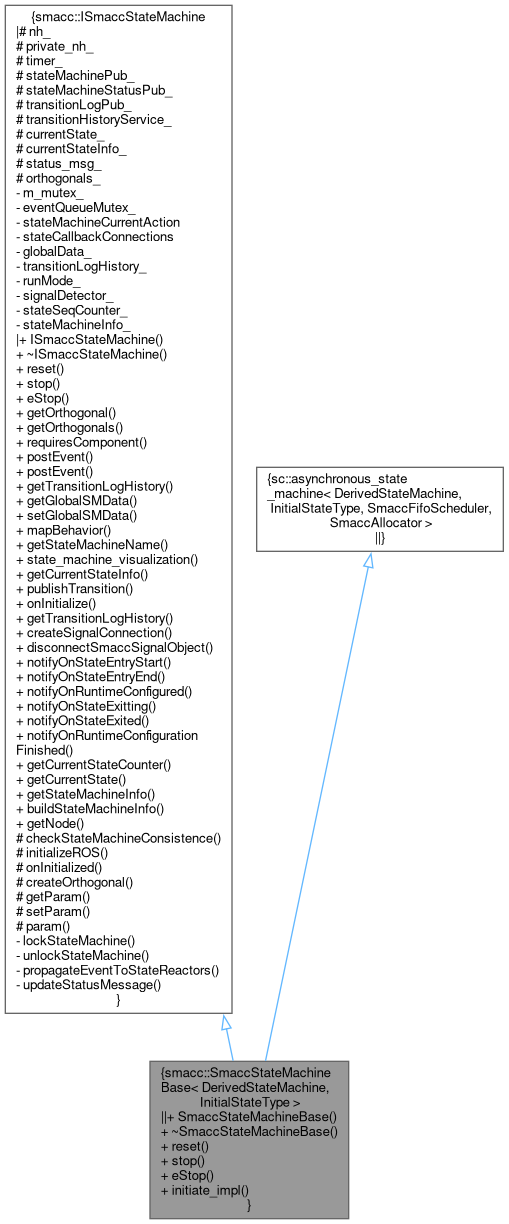 {smacc::ISmaccStateMachine
|# nh_
# private_nh_
# timer_
# stateMachinePub_
# stateMachineStatusPub_
# transitionLogPub_
# transitionHistoryService_
# currentState_
# currentStateInfo_
# status_msg_
# orthogonals_
- m_mutex_
- eventQueueMutex_
- stateMachineCurrentAction
- stateCallbackConnections
- globalData_
- transitionLogHistory_
- runMode_
- signalDetector_
- stateSeqCounter_
- stateMachineInfo_
|+ ISmaccStateMachine()
+ ~ISmaccStateMachine()
+ reset()
+ stop()
+ eStop()
+ getOrthogonal()
+ getOrthogonals()
+ requiresComponent()
+ postEvent()
+ postEvent()
+ getTransitionLogHistory()
+ getGlobalSMData()
+ setGlobalSMData()
+ mapBehavior()
+ getStateMachineName()
+ state_machine_visualization()
+ getCurrentStateInfo()
+ publishTransition()
+ onInitialize()
+ getTransitionLogHistory()
+ createSignalConnection()
+ disconnectSmaccSignalObject()
+ notifyOnStateEntryStart()
+ notifyOnStateEntryEnd()
+ notifyOnRuntimeConfigured()
+ notifyOnStateExitting()
+ notifyOnStateExited()
+ notifyOnRuntimeConfiguration
Finished()
+ getCurrentStateCounter()
+ getCurrentState()
+ getStateMachineInfo()
+ buildStateMachineInfo()
+ getNode()
# checkStateMachineConsistence()
# initializeROS()
# onInitialized()
# createOrthogonal()
# getParam()
# setParam()
# param()
- lockStateMachine()
- unlockStateMachine()
- propagateEventToStateReactors()
- updateStatusMessage()
}
{sc::asynchronous_state
_machine< DerivedStateMachine,
InitialStateType, SmaccFifoScheduler,
SmaccAllocator >
||}
{smacc::SmaccStateMachine
Base< DerivedStateMachine,
InitialStateType >
||+ SmaccStateMachineBase()
+ ~SmaccStateMachineBase()
+ reset()
+ stop()
+ eStop()
+ initiate_impl()
}